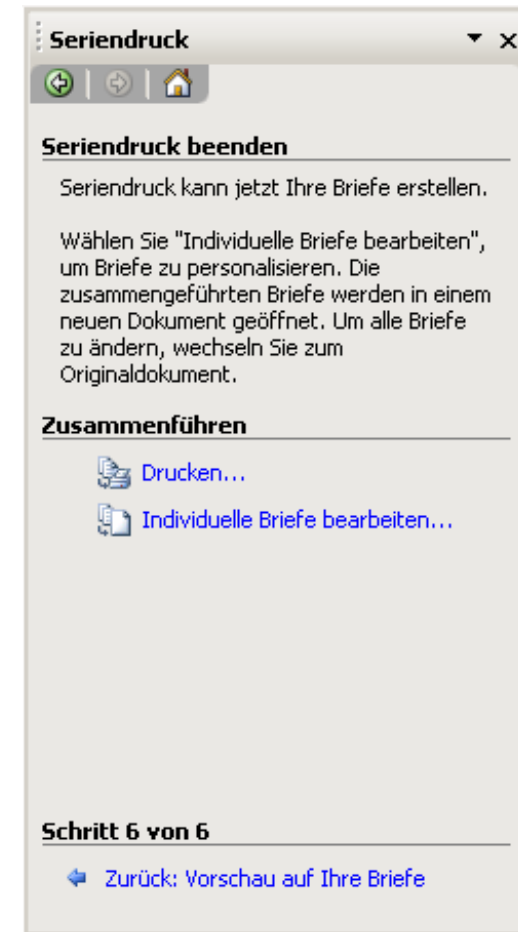 Seriendruck
Seriendruck beenden
Seriendruck kann jetzt Ihre Briefe erstellen.
Wählen Sie "Individuelle Briefe bearbeiten",
um Briefe zu personalisieren. Die
zusammengeführten Briefe werden in einem
neuen Dokument geöffnet. Um alle Briefe
zu ändern, wechseln Sie zum
Originaldokument.
Zusammenführen
Drucken...
Individuelle Briefe bearbeiten...
Schritt 6 von 6
Zurück: Vorschau auf Ihre Briefe